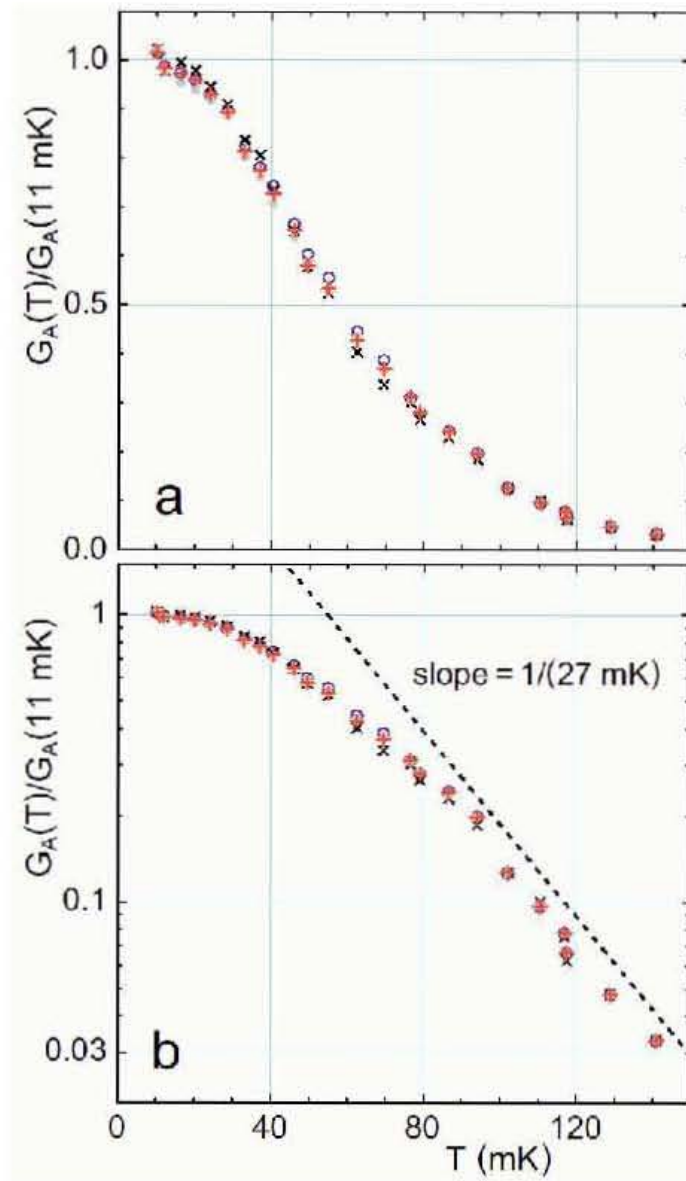 1.0
G_A(T)/G_A(11 mK)
0.5
a
0.0
1
slope = 1/(27 mK)
G_A(T)/G_A(11 mK)
0.1
0.03
b
0 40 80 120
T (mK)